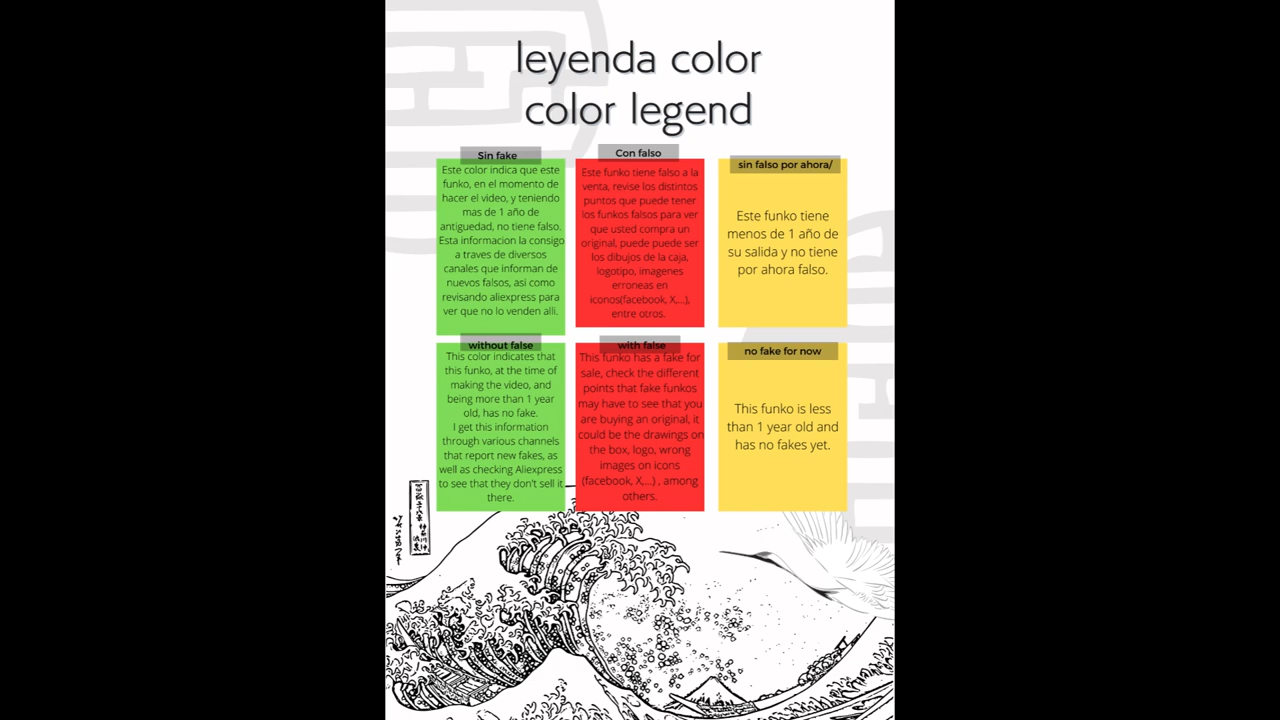 leyenda color
color legend
Sin fake
Este color indica que este
funko, en el momento de
hacer el video, y teniendo
mas de 1 año de
antiguedad, no tiene falso.
Esta informacion la consigo
a traves de diversos
canales que informan de
nuevos falsos, asi como
revisando aliexpress para
ver que no lo venden alli.
Con falso
Este funko tiene falso a la
venta, revise los distintos
puntos que puede tener
los funkos falsos para ver
que usted compra un
original, puede puede ser
los dibujos de la caja,
logotipo, imagenes
erroneas en
iconos(facebook, X,...),
entre otros.
sin falso por ahora/
Este funko tiene
menos de 1 año de
su salida y no tiene
por ahora falso.
without false
This color indicates that
this funko, at the time of
making the video, and
being more than 1 year
old, has no fake.
I get this information
through various channels
that report new fakes, as
well as checking Aliexpress
to see that they don't sell it
there.
with false
This funko has a fake for
sale, check the different
points that fake funkos
may have to see that you
are buying an original, it
could be the drawings on
the box, logo, wrong
images on icons
(facebook, X,...) , among
others.
no fake for now
This funko is less
than 1 year old and
has no fakes yet.